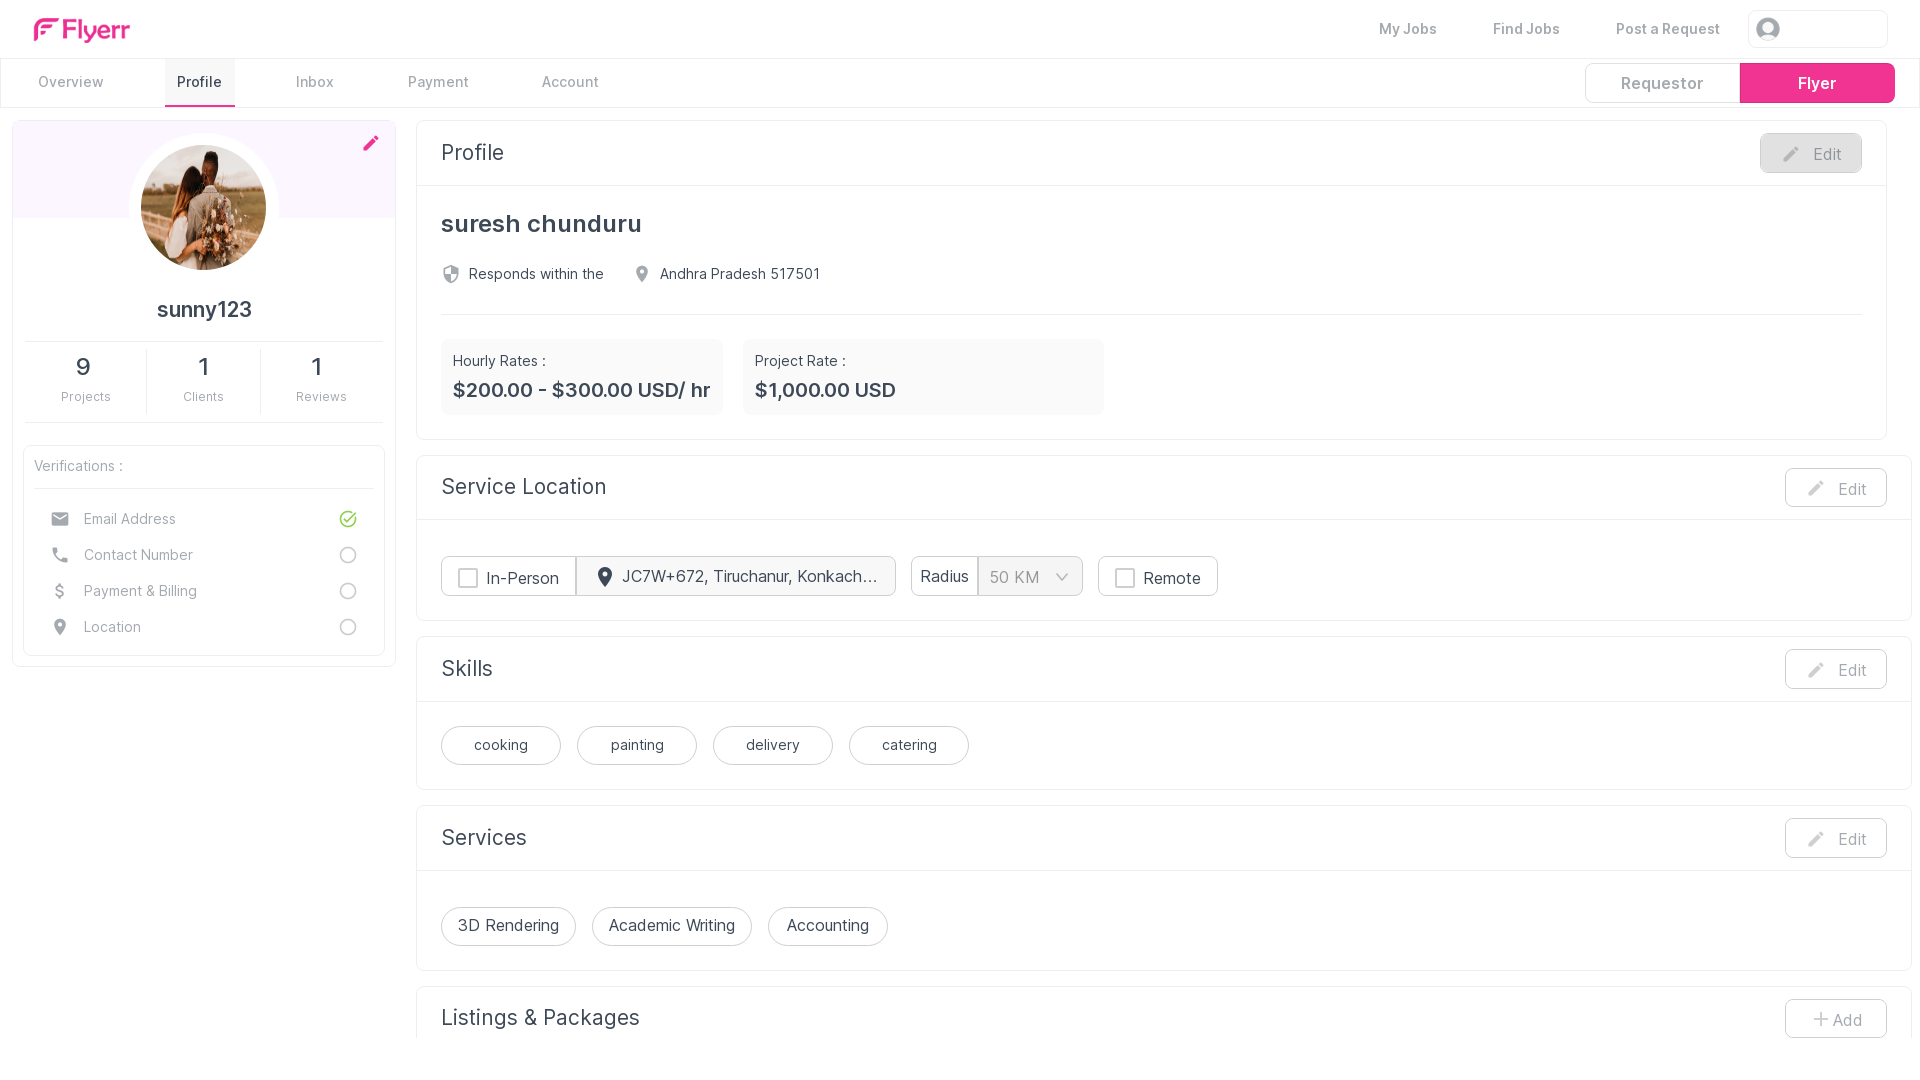 Flyerr
My Jobs
Find Jobs
Post a Request
Overview
Profile
Inbox
Payment
Account
Requestor
Flyer
sunny123
9
1
1
Projects
Clients
Reviews
Verifications :
Email Address
Contact Number
Payment & Billing
Location
Profile
Edit
suresh chunduru
Responds within the
Andhra Pradesh 517501
Hourly Rates :
$200.00 - $300.00 USD/ hr
Project Rate :
$1,000.00 USD
Service Location
Edit
In-Person
JC7W+672, Tiruchanur, Konkach...
Radius
50 KM
Remote
Skills
Edit
cooking
painting
delivery
catering
Services
Edit
3D Rendering
Academic Writing
Accounting
Listings & Packages
Add